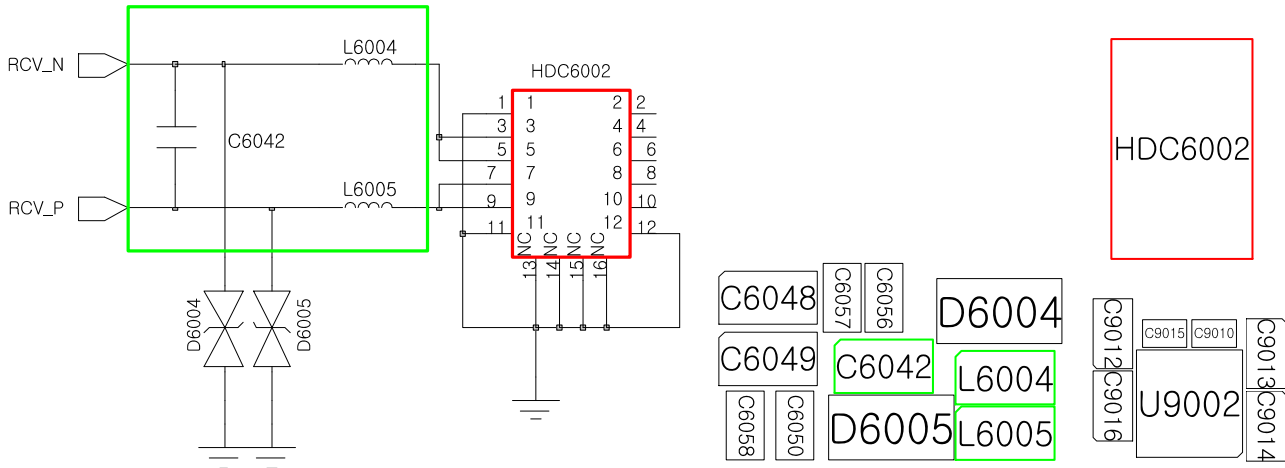 RCV_N
L6004
HDC6002
1 1 2 2
3 3 4 4
C6042
5 5 6 6
7 7 8 8
RCV_P
L6005
9 9 10 10
11 11 12 12
NC NC NC NC
13 14 15 16
D6004
D6005
HDC6002
C6048
C6057
C6056
D6004
C6049
C6042
L6004
C6058
C6050
D6005
L6005
C9012
C9015
C9010
C9013
C9016
U9002
C9014